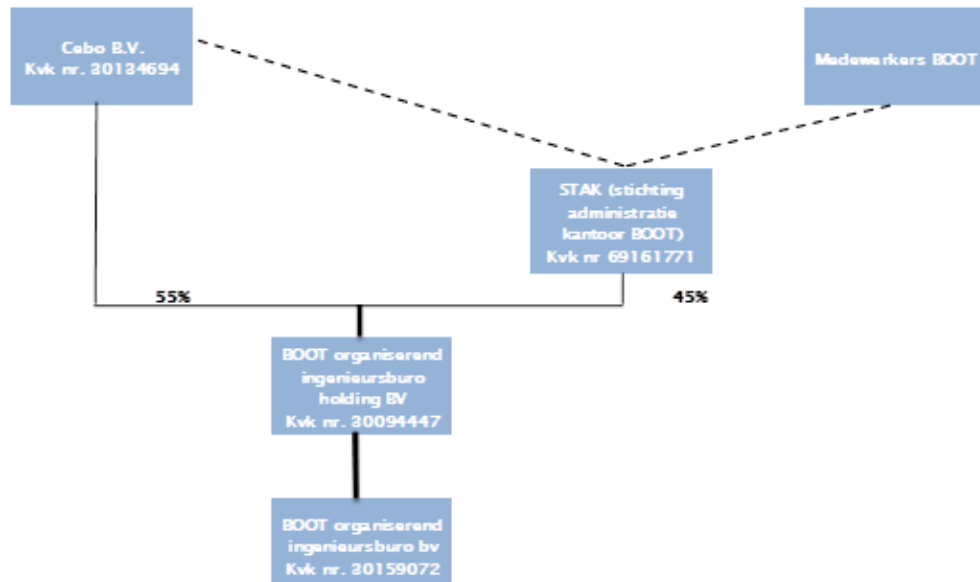 Cebo B.V.
Kvk nr. 30134694
Medewerkers BOOT
STAK (stichting
administratie
kantoor BOOT)
Kvk nr 69161771
55%
45%
BOOT organiserend
ingenieursburo
holding BV
Kvk nr. 30094447
BOOT organiserend
ingenieursburo bv
Kvk nr. 30159072